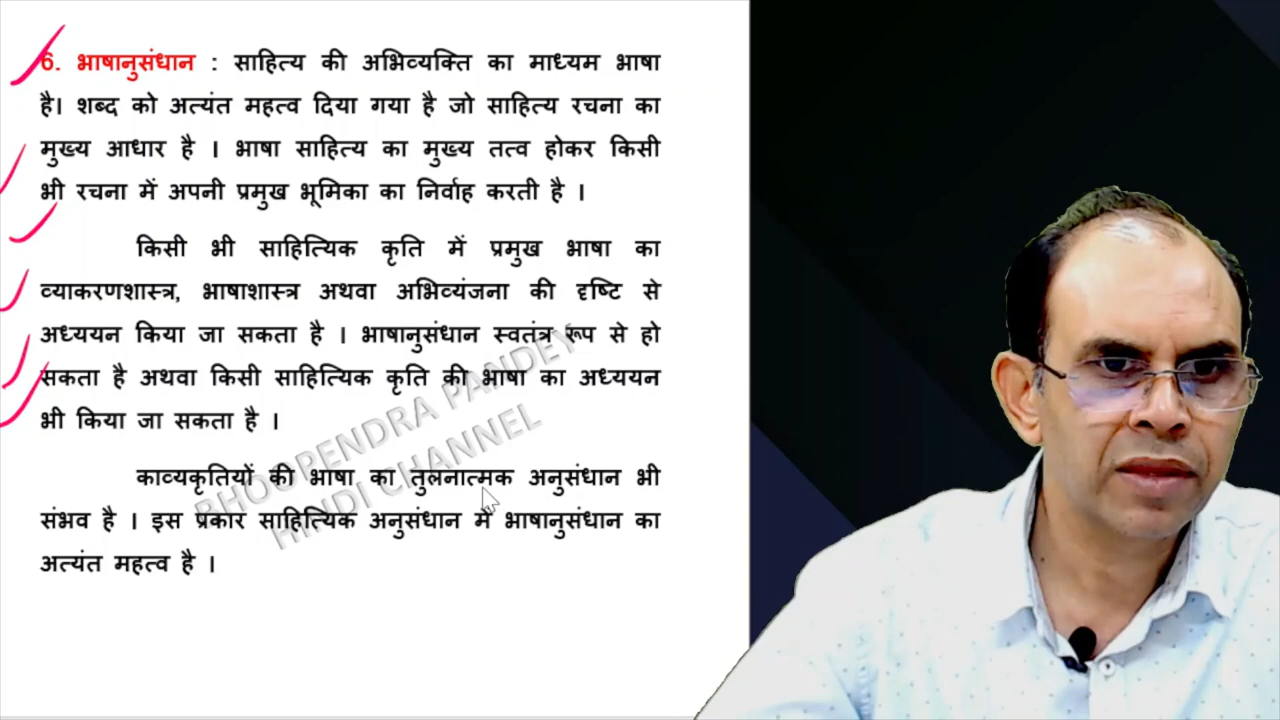 6. भाषानुसंधान : साहित्य की अभिव्यक्ति का माध्यम भाषा
है। शब्द को अत्यंत महत्व दिया गया है जो साहित्य रचना का
मुख्य आधार है । भाषा साहित्य का मुख्य तत्व होकर किसी
भी रचना में अपनी प्रमुख भूमिका का निर्वाह करती है ।
किसी भी साहित्यिक कृति में प्रमुख भाषा का
व्याकरणशास्त्र, भाषाशास्त्र अथवा अभिव्यंजना की दृष्टि से
अध्ययन किया जा सकता है । भाषानुसंधान स्वतंत्र रूप से हो
सकता है अथवा किसी साहित्यिक कृति की भाषा का अध्ययन
भी किया जा सकता है ।
काव्यकृतियों की भाषा का तुलनात्मक अनुसंधान भी
संभव है । इस प्रकार साहित्यिक अनुसंधान में भाषानुसंधान का
अत्यंत महत्व है ।
BHOOPENDRA PANDEY
HINDI CHANNEL